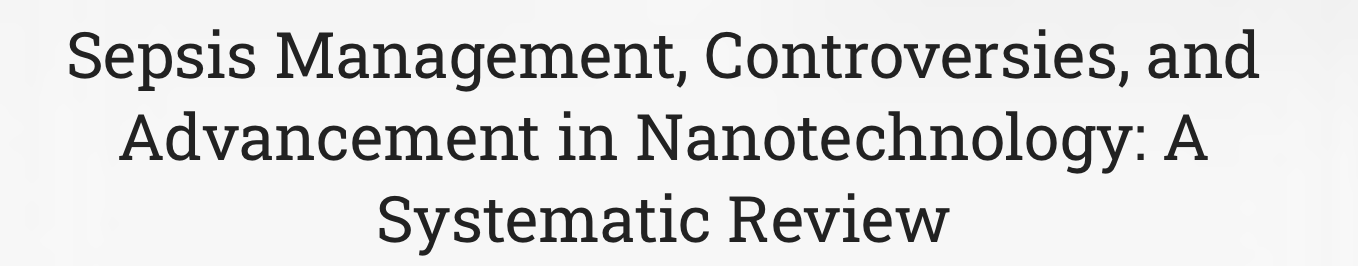 Sepsis Management, Controversies, and
Advancement in Nanotechnology: A
Systematic Review